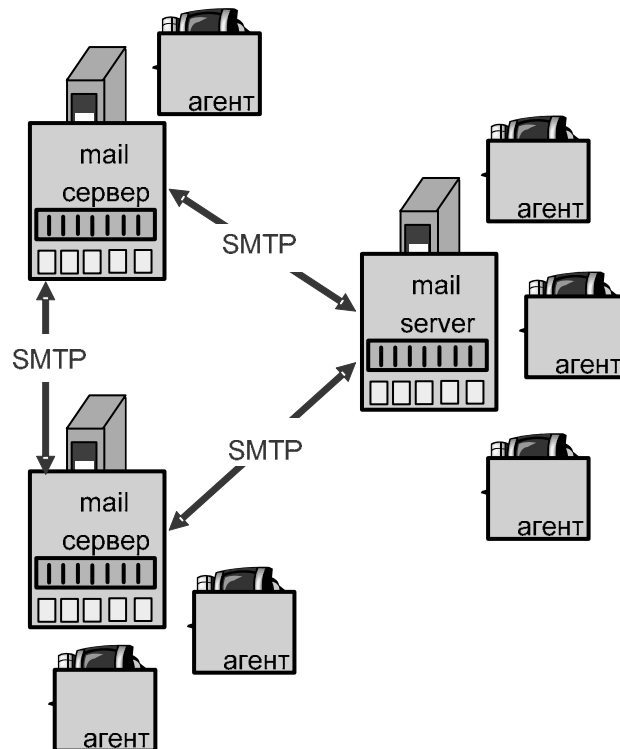 агент
mail
сервер
SMTP
агент
mail
server
агент
SMTP
SMTP
агент
mail
сервер
агент
агент